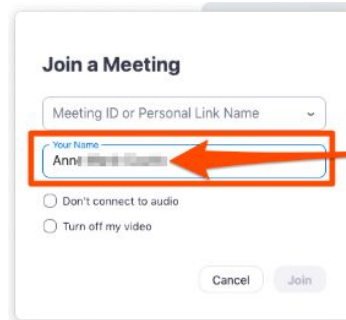 Join a Meeting
Meeting ID or Personal Link Name
Your Name
Anne
Don't connect to audio
Turn off my video
Cancel Join